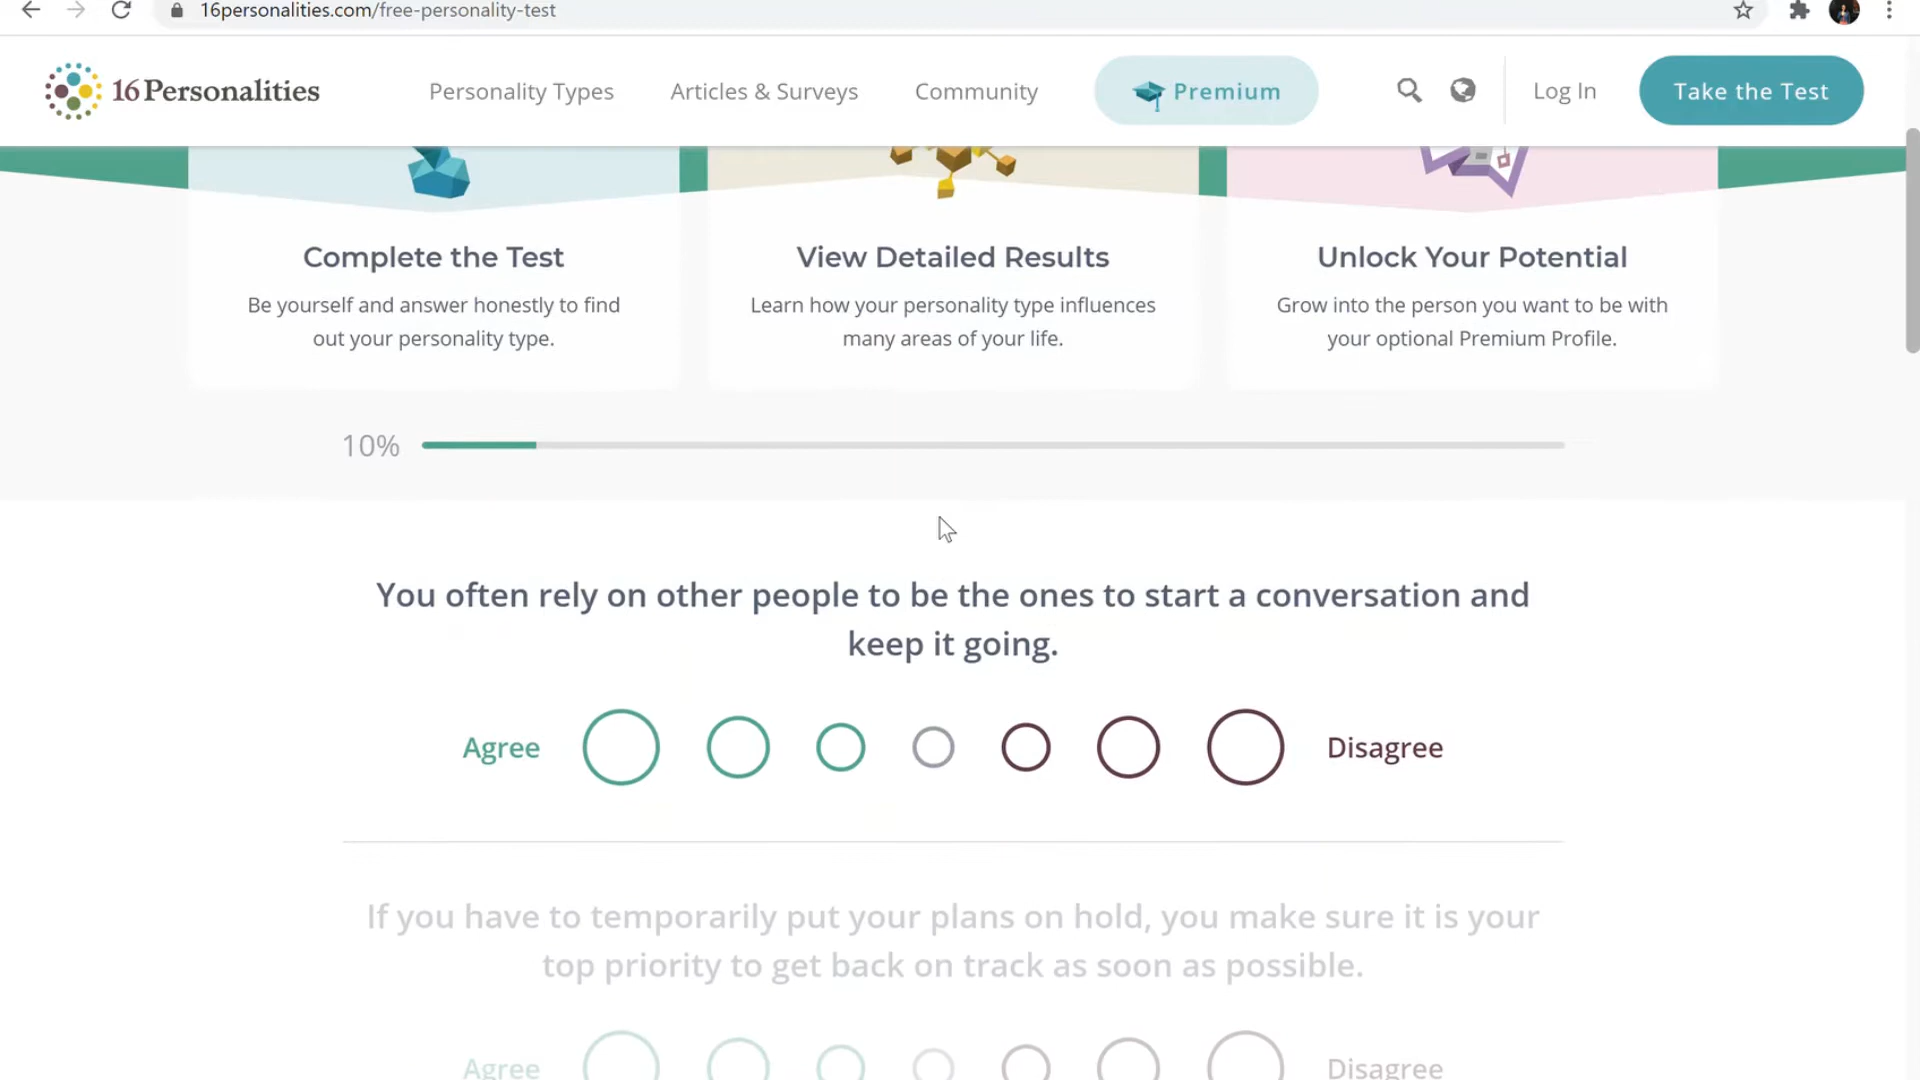 16personalities.com/free-personality-test
16Personalities
Personality Types
Articles & Surveys
Community
Premium
Log In
Take the Test
Complete the Test
Be yourself and answer honestly to find
out your personality type.
View Detailed Results
Learn how your personality type influences
many areas of your life.
Unlock Your Potential
Grow into the person you want to be with
your optional Premium Profile.
10%
You often rely on other people to be the ones to start a conversation and
keep it going.
Agree
Disagree
If you have to temporarily put your plans on hold, you make sure it is your
top priority to get back on track as soon as possible.
Agree
Disagree